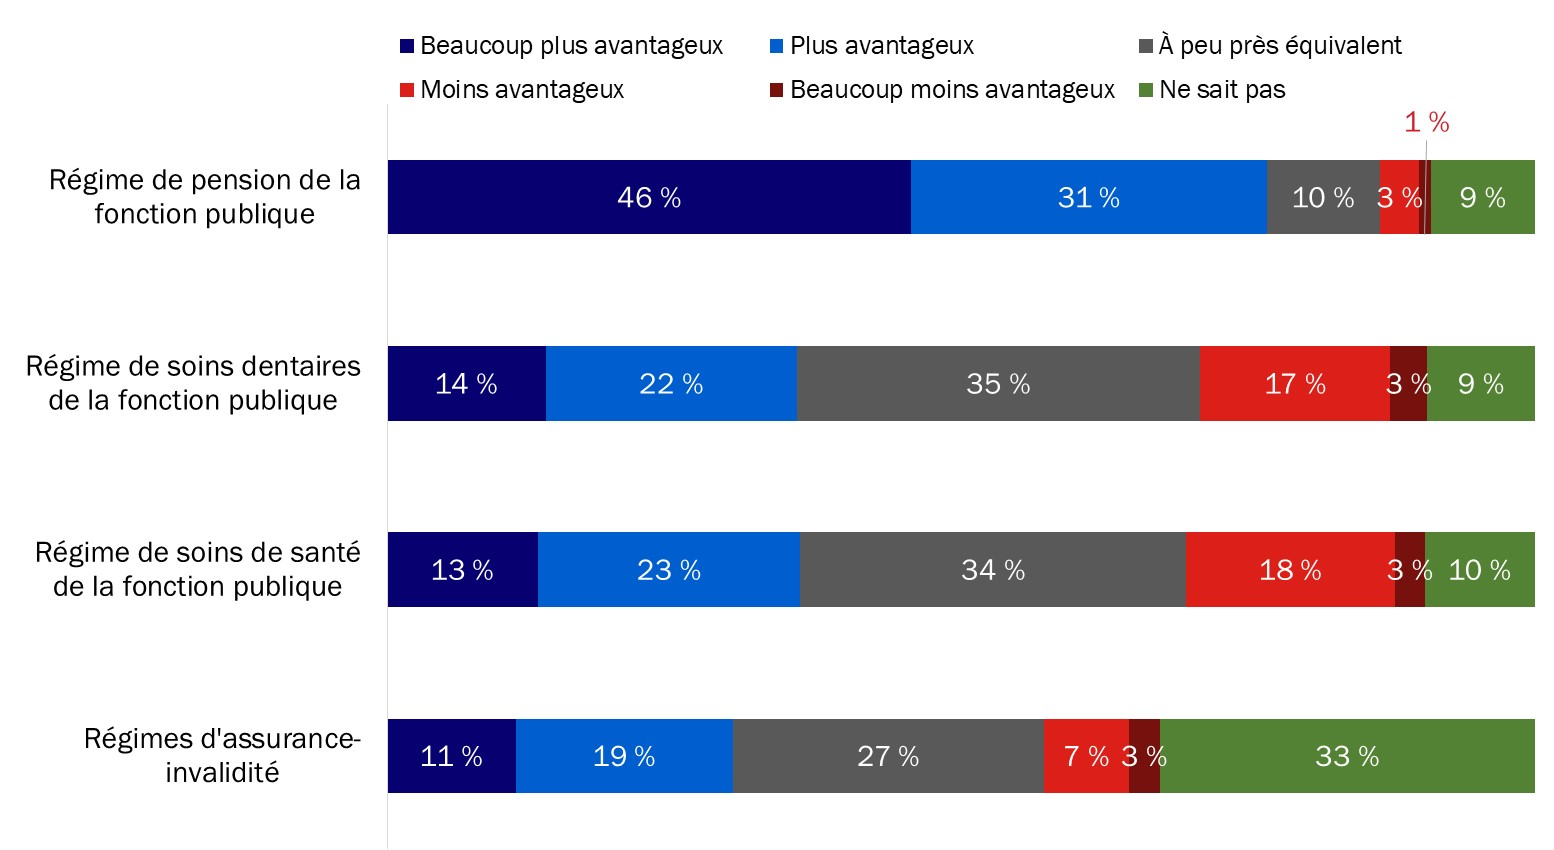 Beaucoup plus avantageux
Plus avantageux
À peu près équivalent
Moins avantageux
Beaucoup moins avantageux
Ne sait pas
1 %
Régime de pension de la
fonction publique
46 %
31 %
10 %
3 %
9 %
Régime de soins dentaires
de la fonction publique
14 %
22 %
35 %
17 %
3 %
9 %
Régime de soins de santé
de la fonction publique
13 %
23 %
34 %
18 %
3 %
10 %
Régimes d'assurance-
invalidité
11 %
19 %
27 %
7 %
3 %
33 %